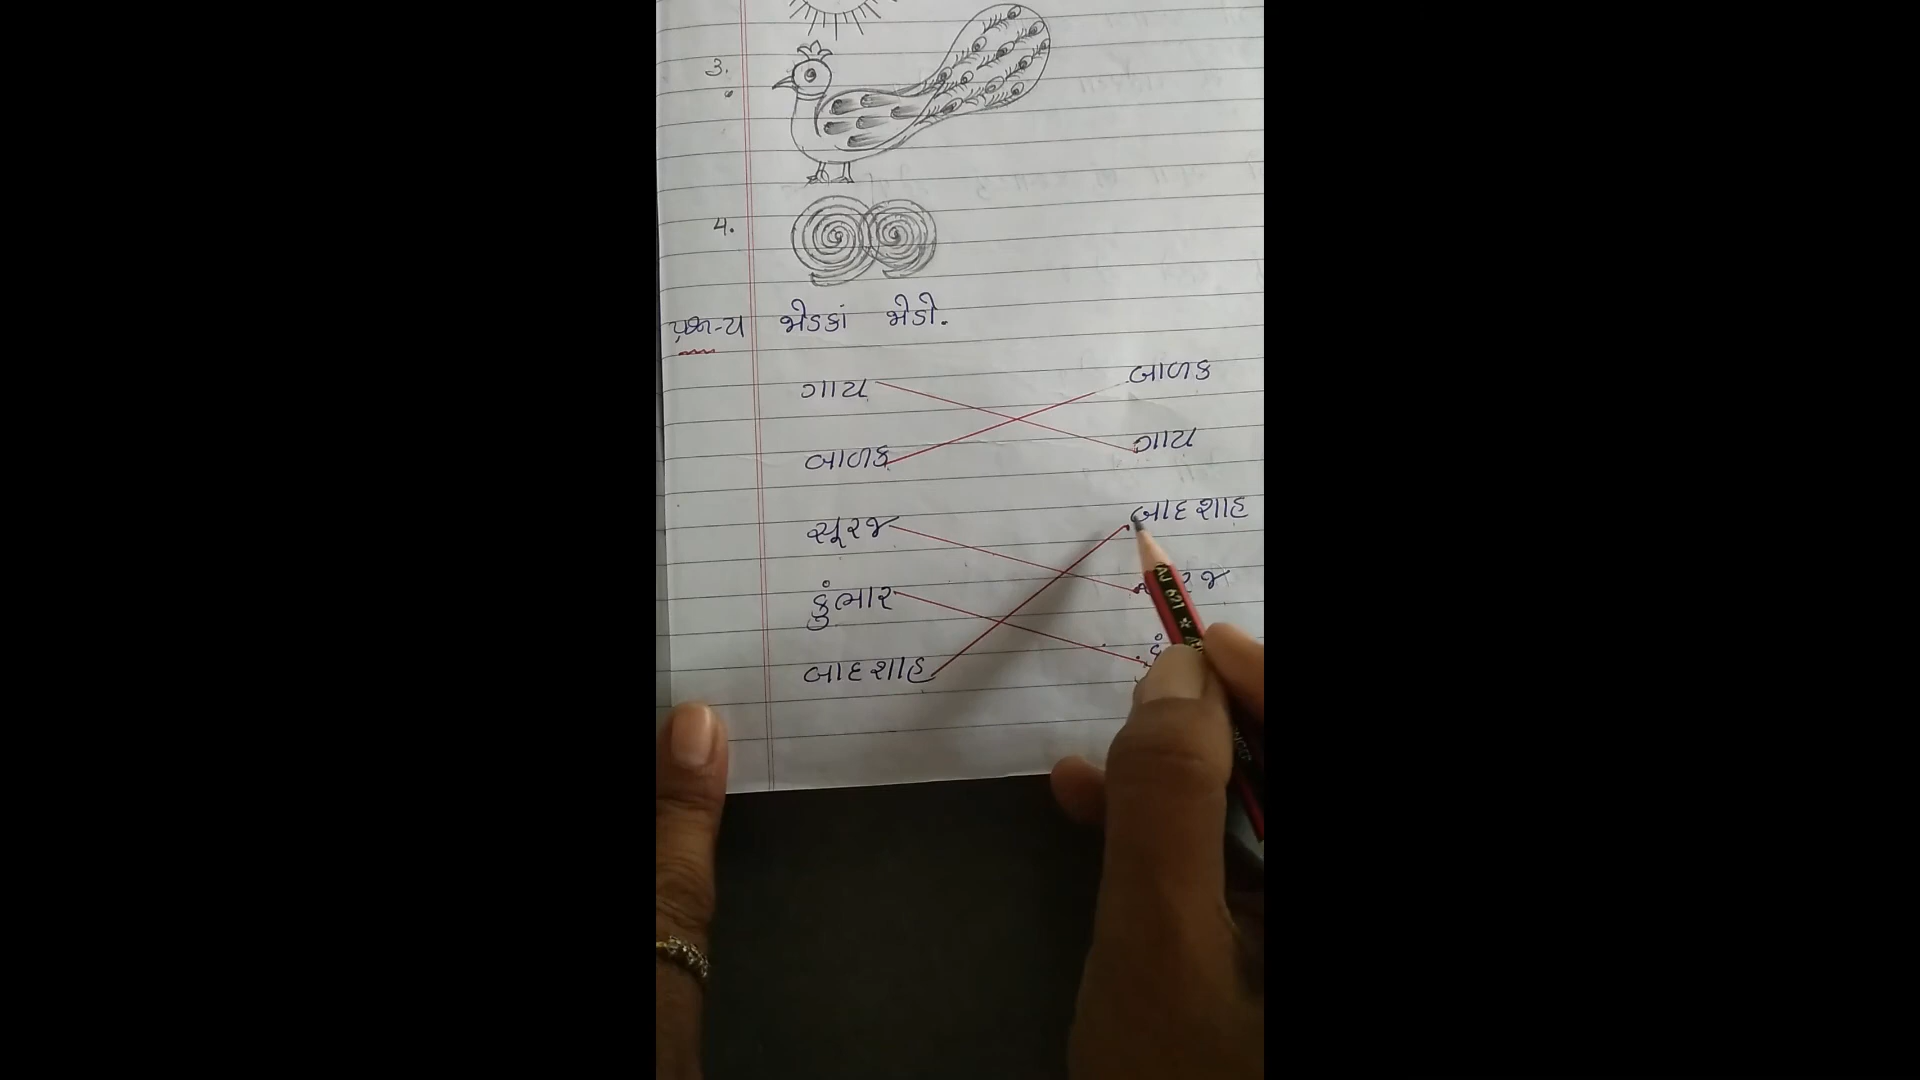 3.
4.
પ્રશ્ન-૫ જોડકાં જોડો.
ગાય બાળક
બાળક ગાય
સૂરજ બાદશાહ
કુંભાર
બાદશાહ